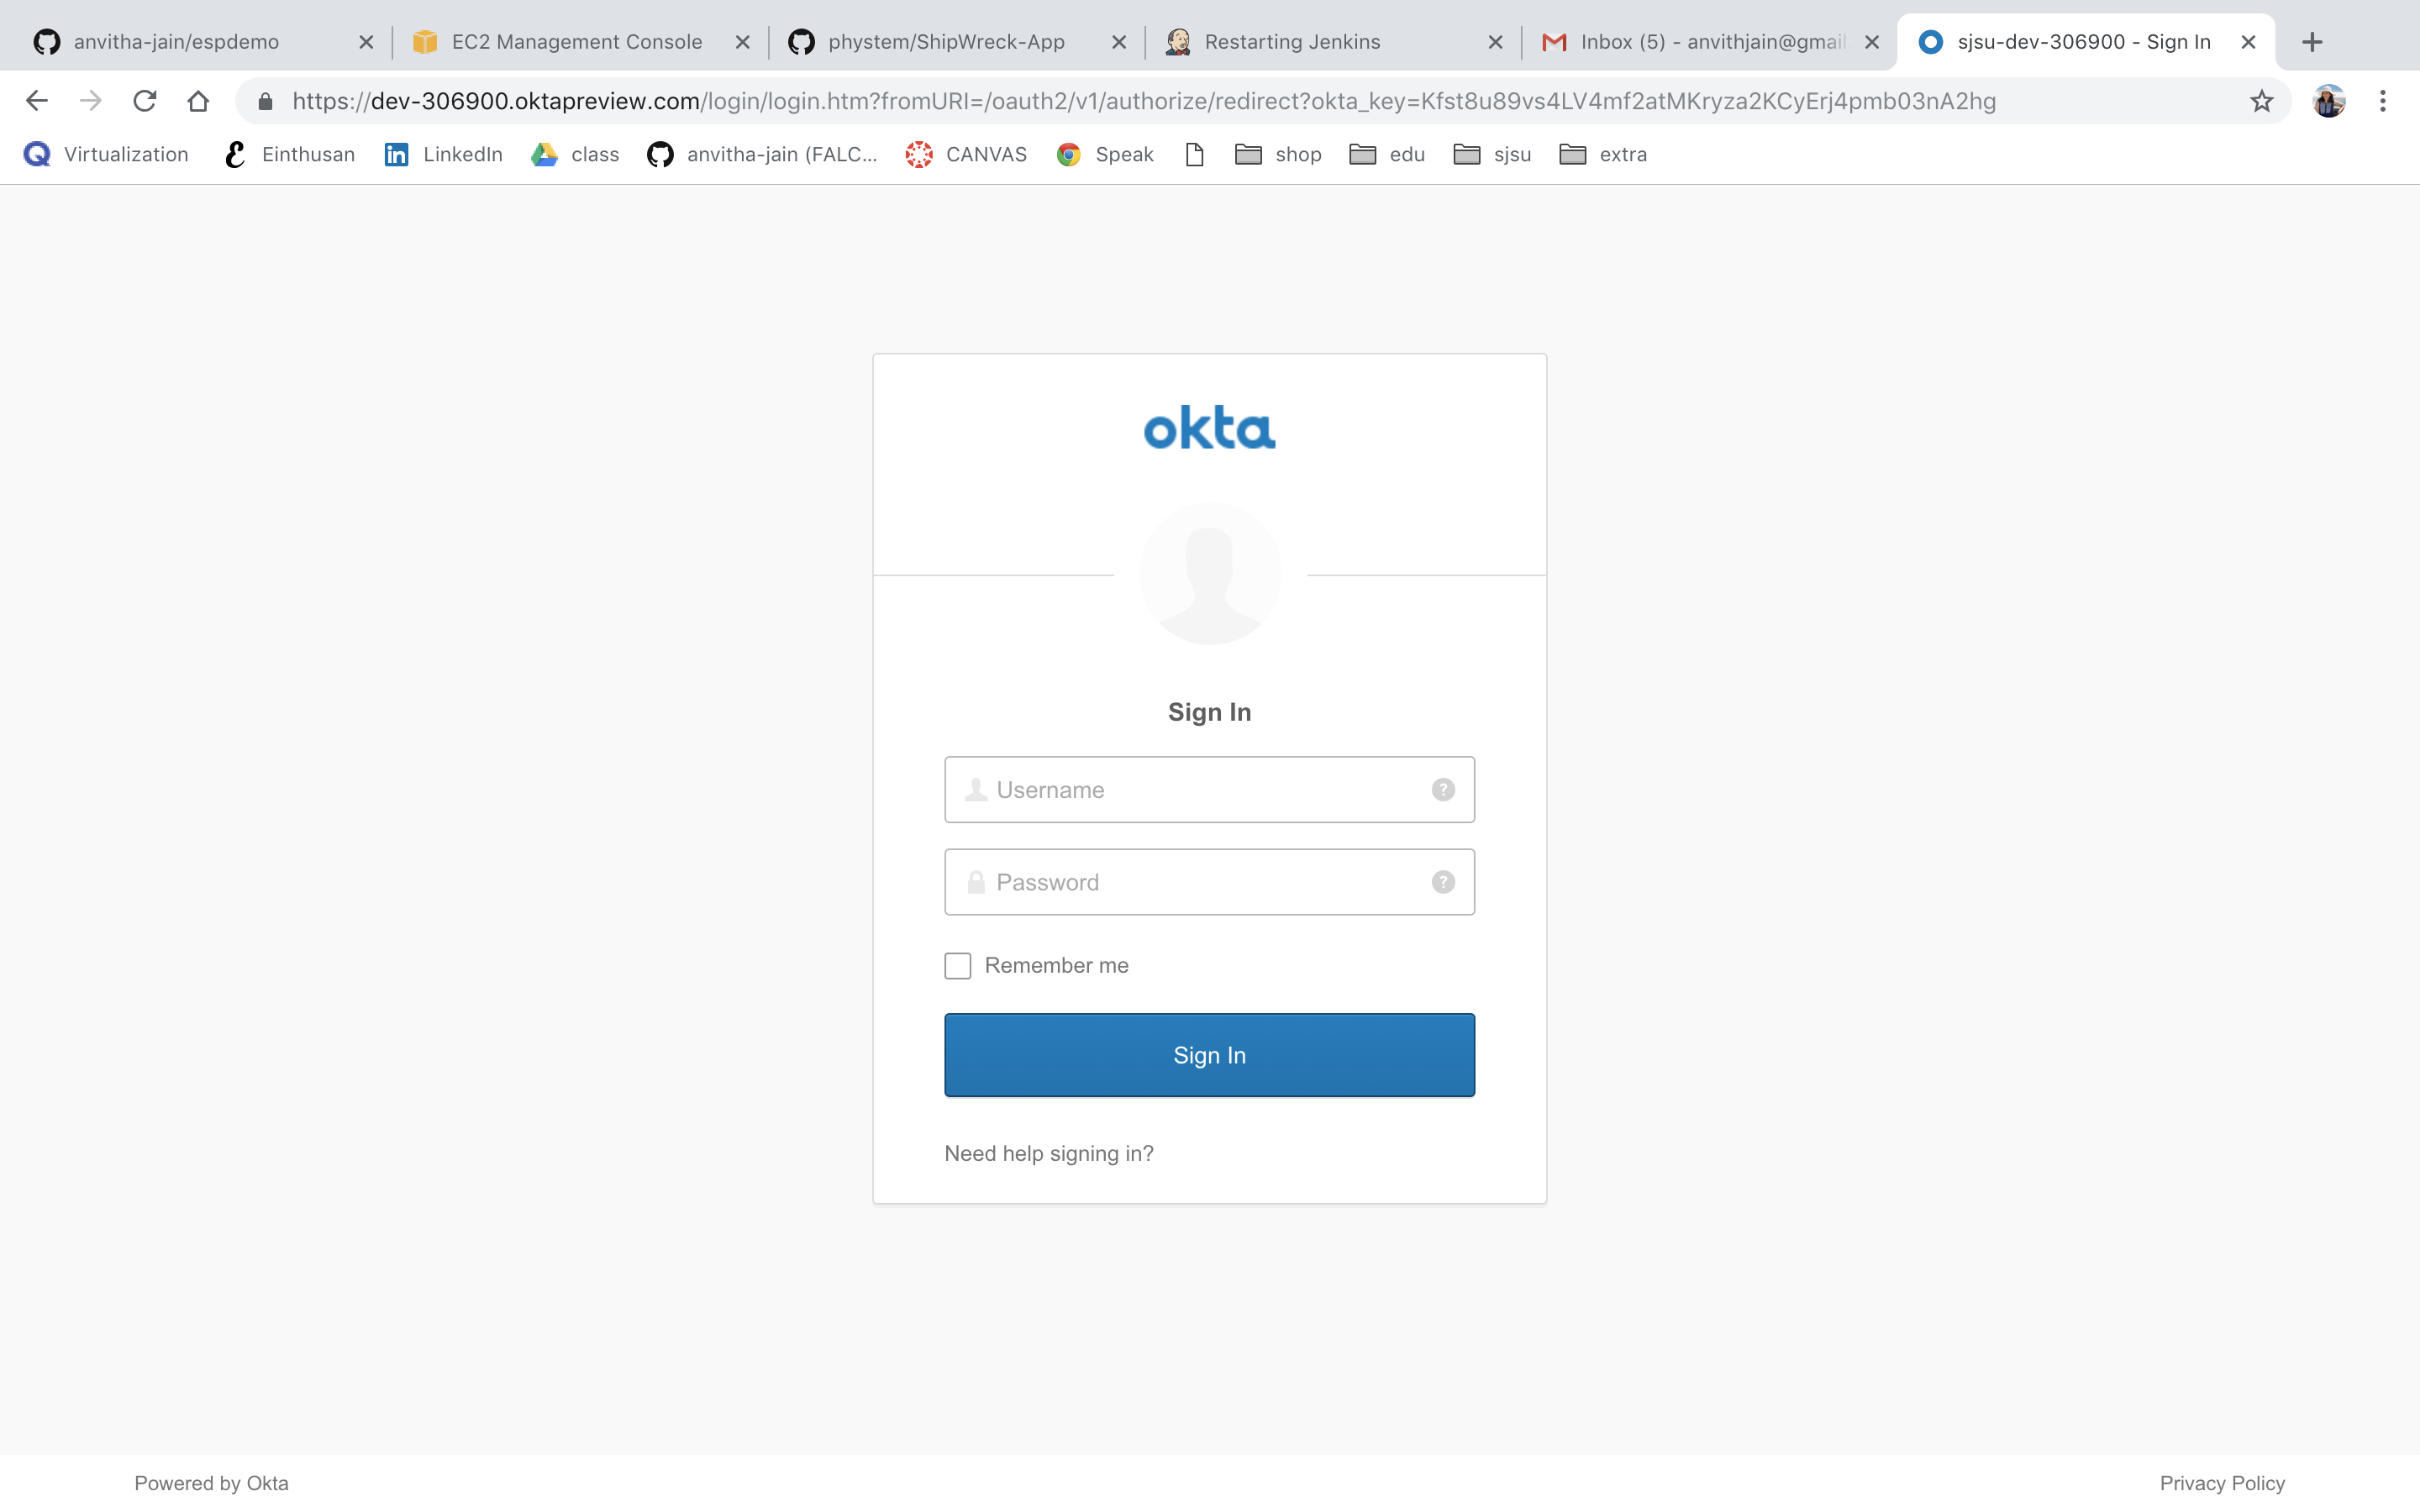 anvitha-jain/espdemo
EC2 Management Console
phystem/ShipWreck-App
Restarting Jenkins
Inbox (5) - anvithjain@gmail
sjsu-dev-306900 - Sign In
https://dev-306900.oktapreview.com/login/login.htm?fromURI=/oauth2/v1/authorize/redirect?okta_key=Kfst8u89vs4LV4mf2atMKryza2KCyErj4pmb03nA2hg
Virtualization
Einthusan
LinkedIn
class
anvitha-jain (FALC...
CANVAS
Speak
shop
edu
sjsu
extra
okta
Sign In
Username
Password
Remember me
Sign In
Need help signing in?
Powered by Okta
Privacy Policy